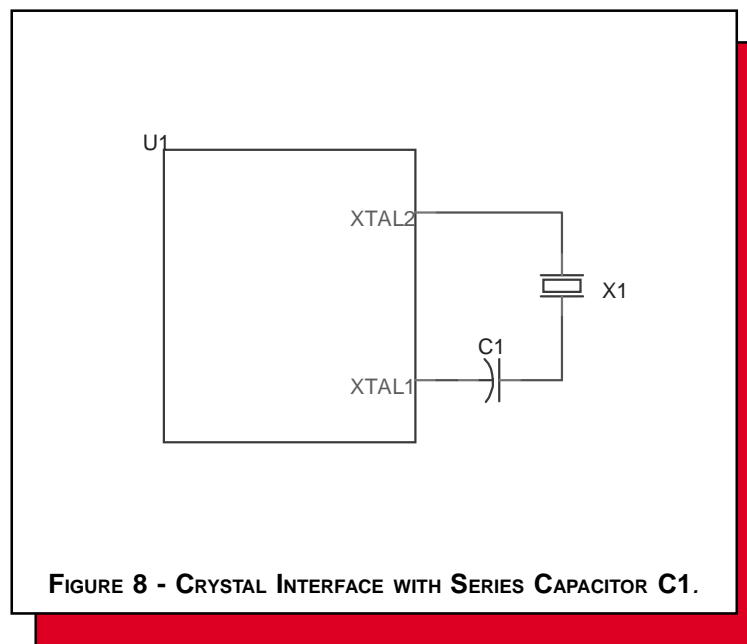 U1
XTAL2
X1
C1
XTAL1
FIGURE 8 - CRYSTAL INTERFACE WITH SERIES CAPACITOR C1.